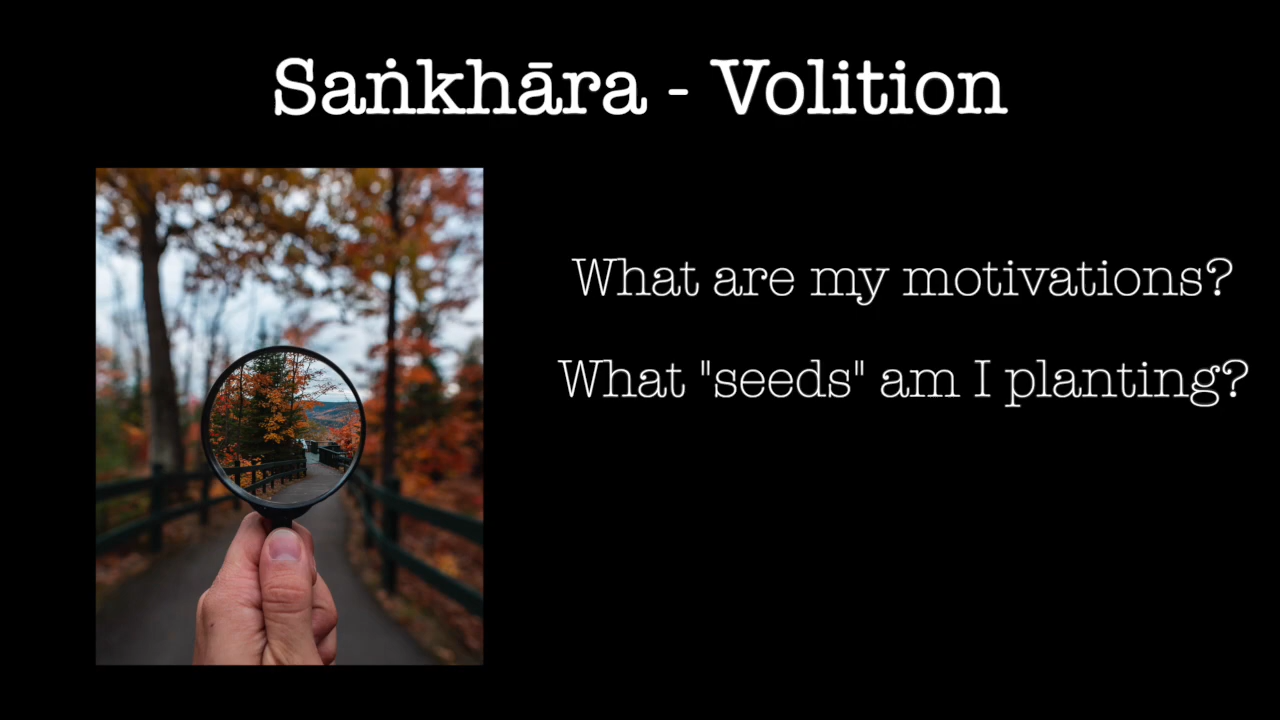 Saṅkhāra - Volition
What are my motivations?
What "seeds" am I planting?